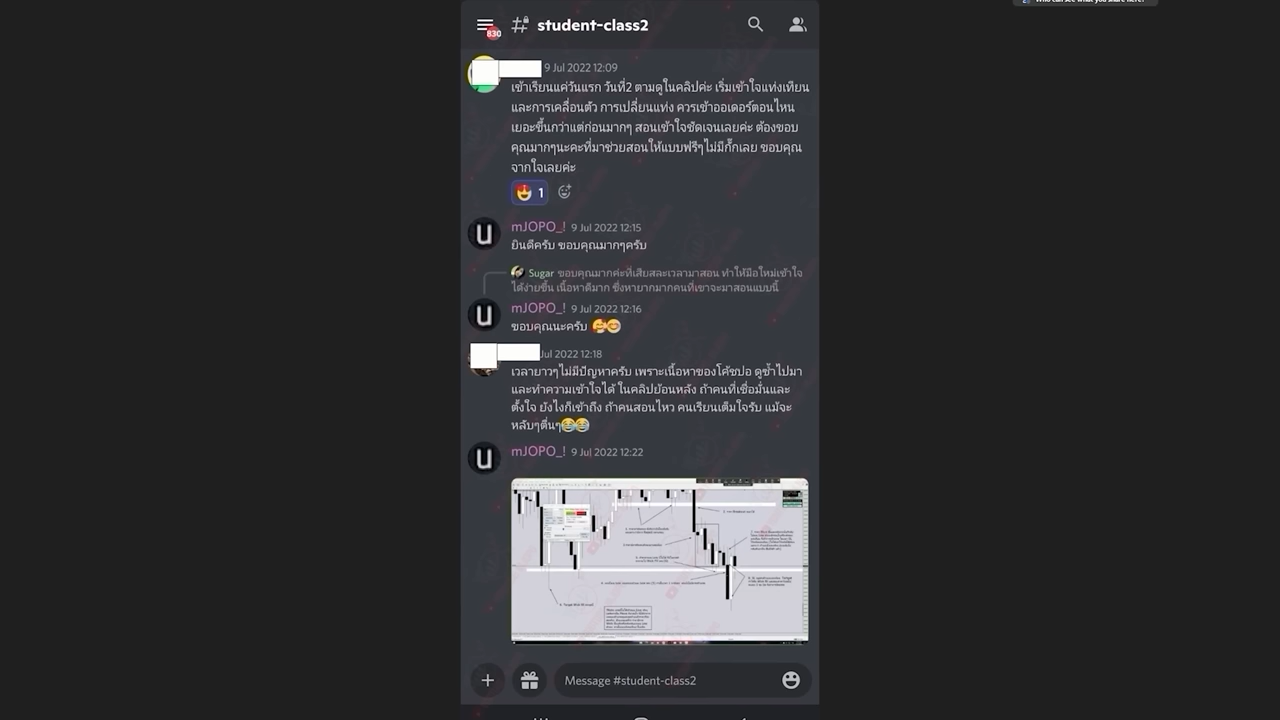 Who can see what you share here?
830
student-class2
9 Jul 2022 12:09
เข้าเรียนแค่วันแรก วันที่2 ตามดูในคลิปค่ะ เริ่มเข้าใจแท่งเทียน
และการเคลื่อนตัว การเปลี่ยนแท่ง ควรเข้าออเดอร์ตอนไหน
เยอะขึ้นกว่าแต่ก่อนมากๆ สอนเข้าใจชัดเจนเลยค่ะ ต้องขอบ
คุณมากๆนะคะที่มาช่วยสอนให้แบบฟรีๆไม่มีกั๊กเลย ขอบคุณ
จากใจเลยค่ะ
1
mJOPO_! 9 Jul 2022 12:15
ยินดีครับ ขอบคุณมากๆครับ
Sugar ขอบคุณมากค่ะที่เสียสละเวลามาสอน ทำให้มือใหม่เข้าใจ
ได้ง่ายขึ้น เนื้อหาดีมาก ซึ่งหายากมากคนที่เขาจะมาสอนแบบนี้
mJOPO_! 9 Jul 2022 12:16
ขอบคุณนะครับ 🥰😁
Jul 2022 12:18
เวลายาวๆไม่มีปัญหาครับ เพราะเนื้อหาของโค้ชปอ ดูซ้ำไปมา
และทำความเข้าใจได้ ในคลิปย้อนหลัง ถ้าคนที่เชื่อมั่นและ
ตั้งใจ ยังไงก็เข้าถึง ถ้าคนสอนไหว คนเรียนเต็มใจรับ แม้จะ
หลับๆตื่นๆ😂😂
mJOPO_! 9 Jul 2022 12:22
Message #student-class2